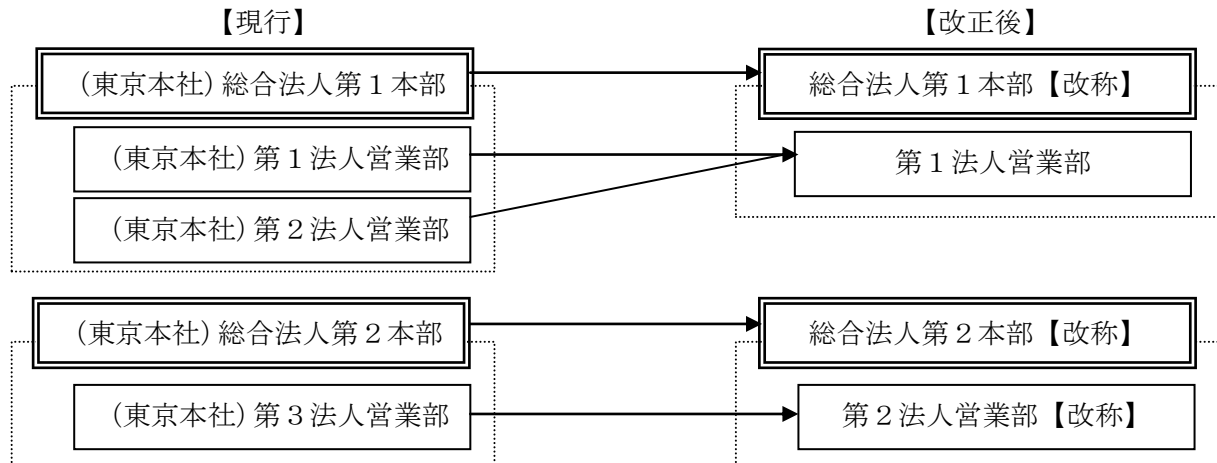 【現行】 【改正後】
(東京本社)総合法人第１本部 総合法人第１本部【改称】
(東京本社)第１法人営業部 第１法人営業部
(東京本社)第２法人営業部
(東京本社)総合法人第２本部 総合法人第２本部【改称】
(東京本社)第３法人営業部 第２法人営業部【改称】